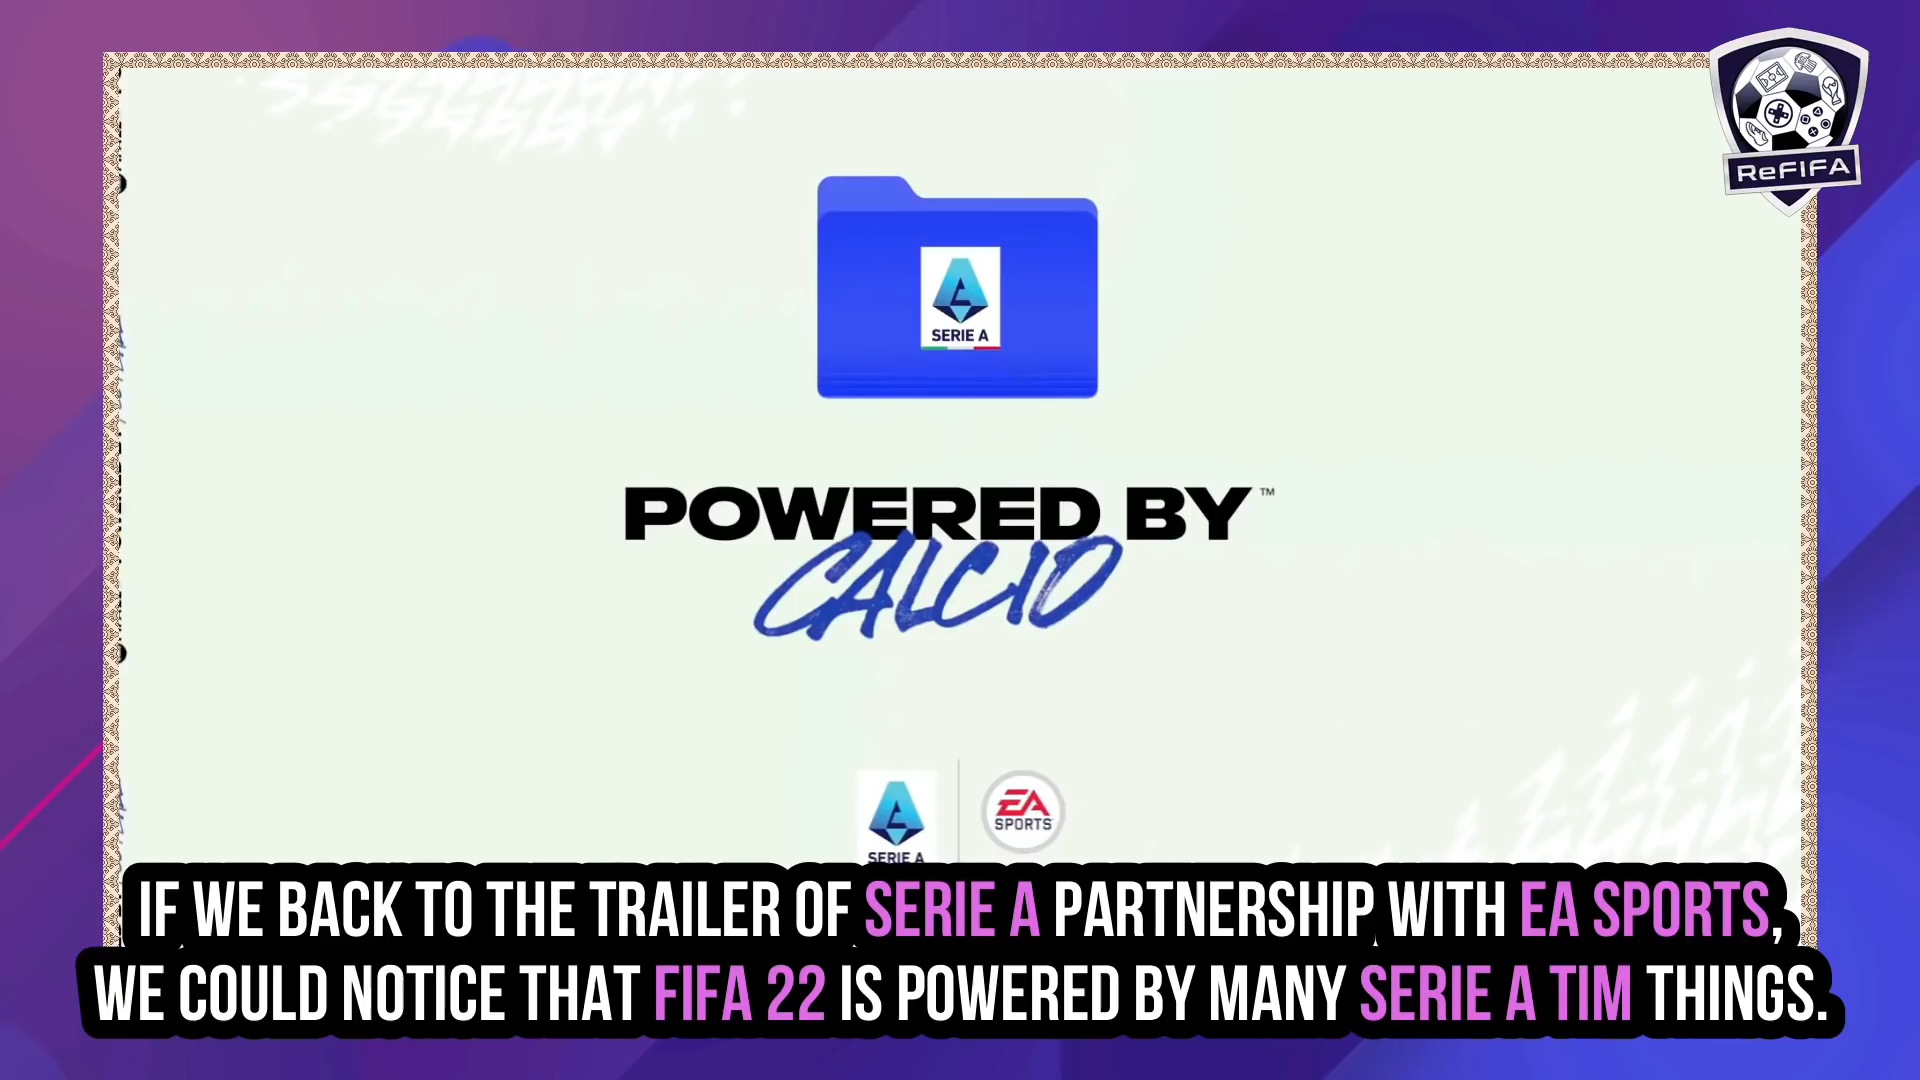 ReFIFA
SERIE A
POWERED BY™
CALCIO
SERIE A
EA
SPORTS
IF WE BACK TO THE TRAILER OF SERIE A PARTNERSHIP WITH EA SPORTS,
WE COULD NOTICE THAT FIFA 22 IS POWERED BY MANY SERIE A TIM THINGS.